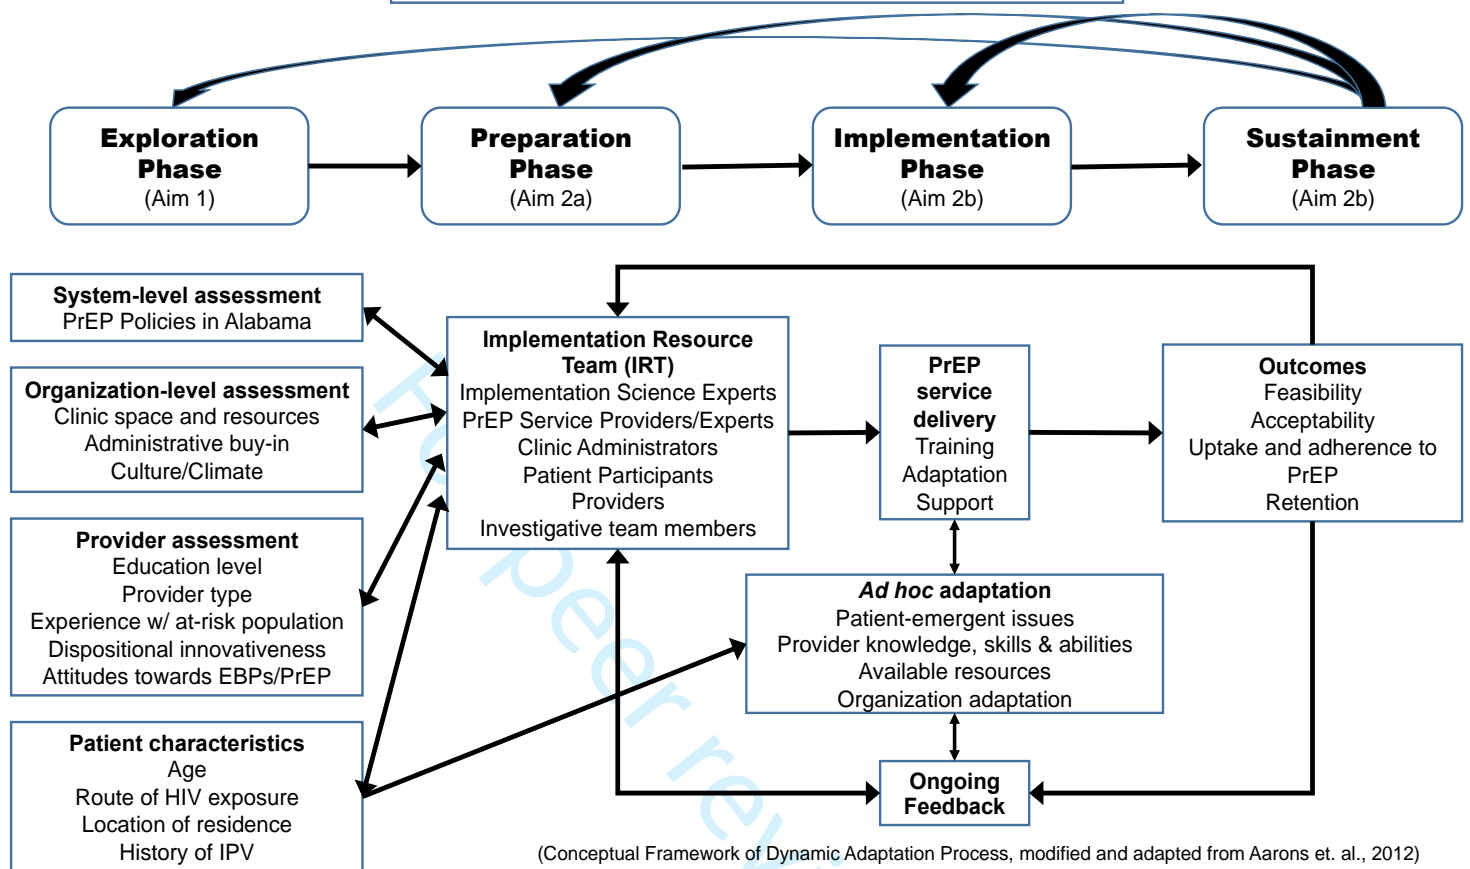 Exploration
Phase
(Aim 1)
Preparation
Phase
(Aim 2a)
Implementation
Phase
(Aim 2b)
Sustainment
Phase
(Aim 2b)
System-level assessment
PrEP Policies in Alabama
Organization-level assessment
Clinic space and resources
Administrative buy-in
Culture/Climate
Provider assessment
Education level
Provider type
Experience w/ at-risk population
Dispositional innovativeness
Attitudes towards EBPs/PrEP
Patient characteristics
Age
Route of HIV exposure
Location of residence
History of IPV
Implementation Resource
Team (IRT)
Implementation Science Experts
PrEP Service Providers/Experts
Clinic Administrators
Patient Participants
Providers
Investigative team members
PrEP
service
delivery
Training
Adaptation
Support
Outcomes
Feasibility
Acceptability
Uptake and adherence to
PrEP
Retention
Ad hoc adaptation
Patient-emergent issues
Provider knowledge, skills & abilities
Available resources
Organization adaptation
Ongoing
Feedback
(Conceptual Framework of Dynamic Adaptation Process, modified and adapted from Aarons et. al., 2012)